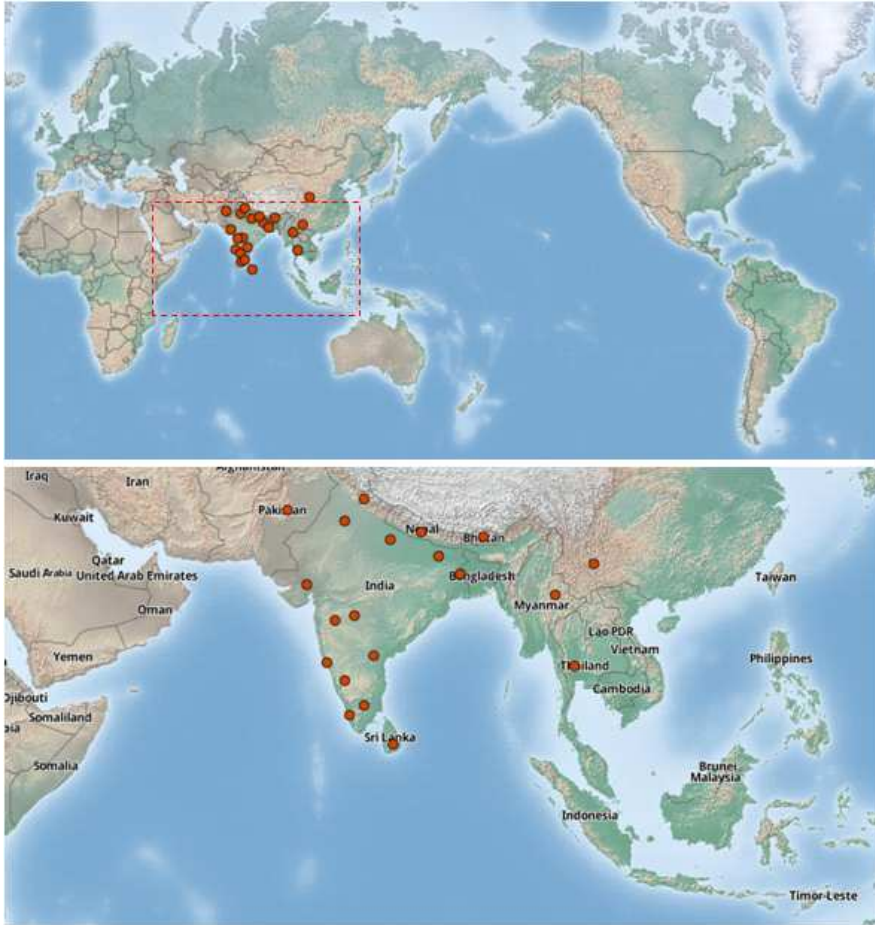 Afghanistan
Iraq
Iran
Pakistan
Kuwait
Nepal
Bhutan
Qatar
Saudi Arabia
United Arab Emirates
India
Bangladesh
Taiwan
Oman
Myanmar
Lao PDR
Yemen
Vietnam
Thailand
Philippines
Cambodia
Djibouti
Somaliland
Sri Lanka
Somalia
Brunei
Malaysia
Indonesia
Timor-Leste